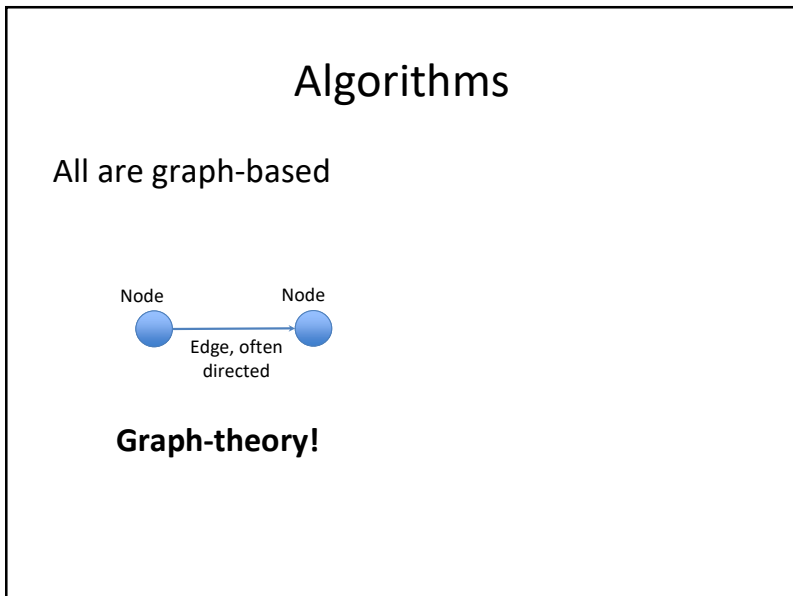 Algorithms
All are graph-based
Node Node
Edge, often
directed
Graph-theory!